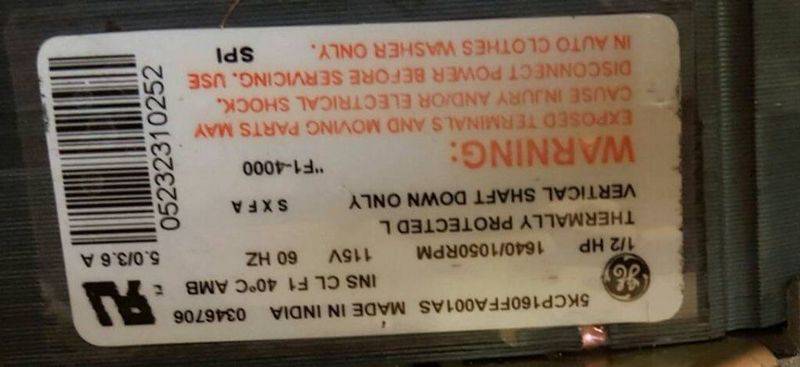 5KCP160FFA001AS MADE IN INDIA 0346706
GE
INS CL F1 40°C AMB
1/2 HP 1640/1050RPM 115V 60 HZ 5.0/3.6 A
THERMALLY PROTECTED L
VERTICAL SHAFT DOWN ONLY S X F A
"F1-4000
WARNING:
EXPOSED TERMINALS AND MOVING PARTS MAY
CAUSE INJURY AND/OR ELECTRICAL SHOCK.
DISCONNECT POWER BEFORE SERVICING. USE
IN AUTO CLOTHES WASHER ONLY. SPI
05232310252